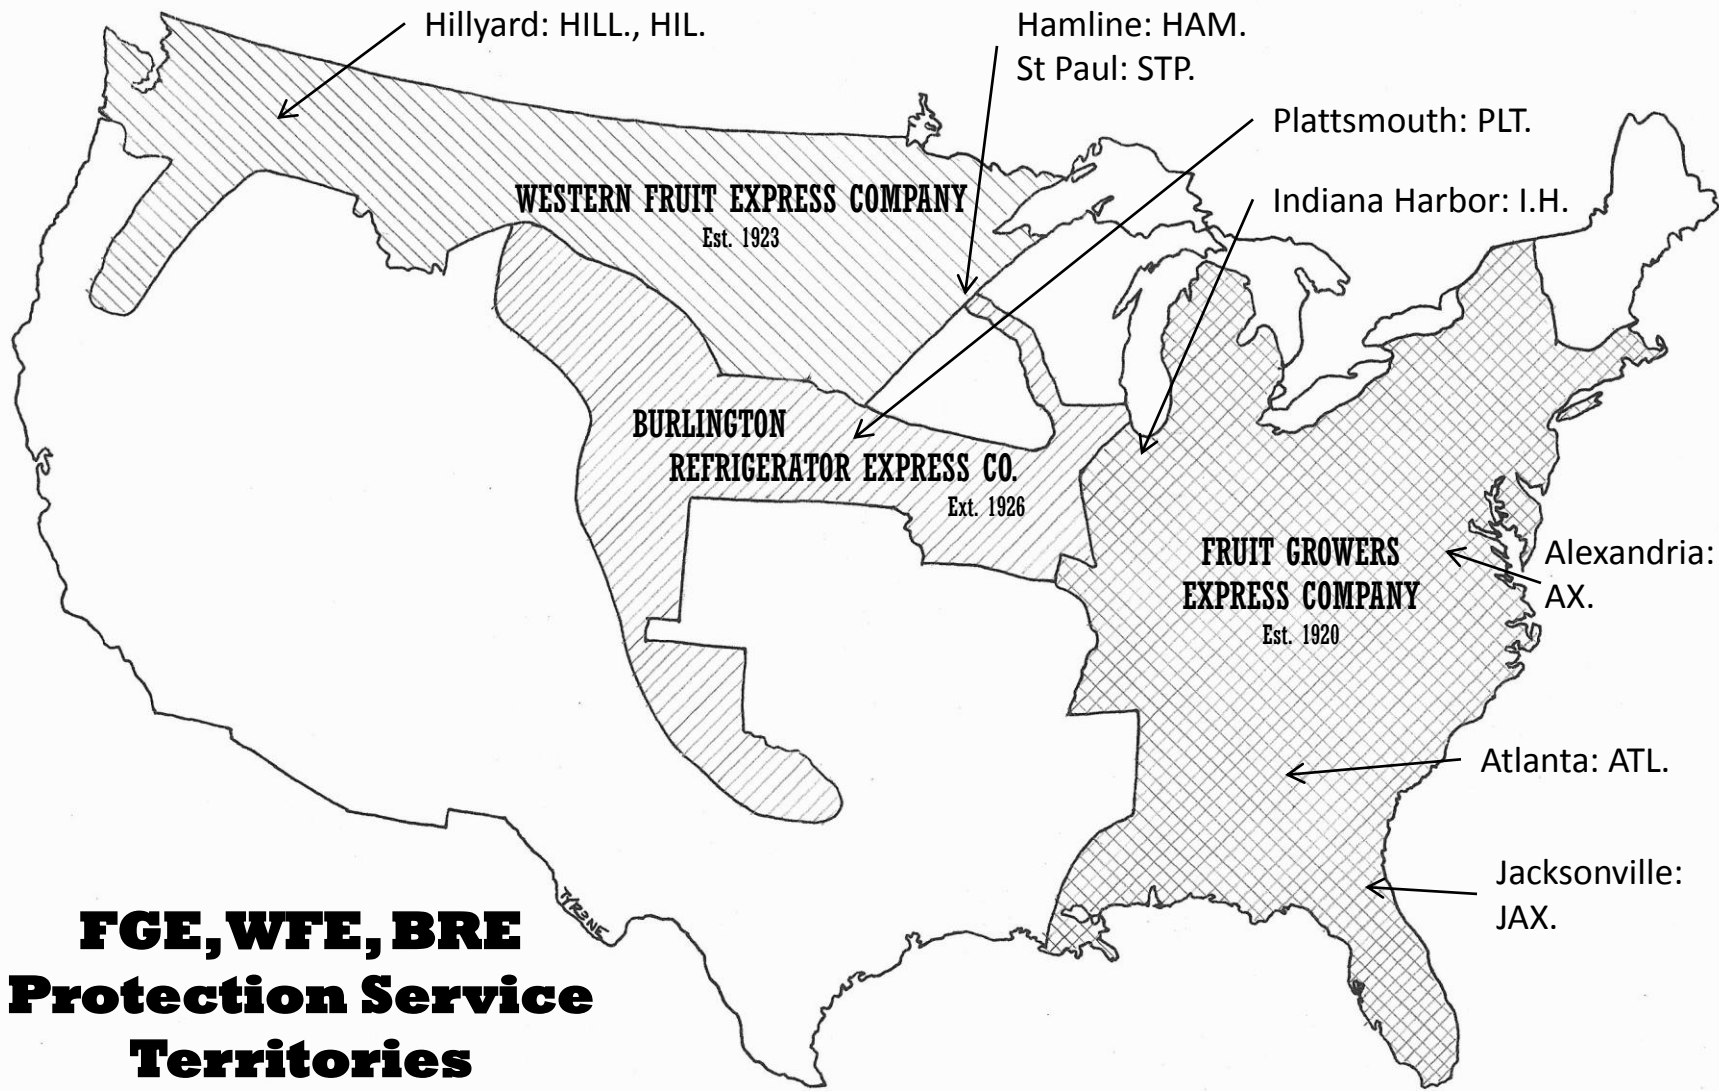 Hillyard: HILL., HIL.
Hamline: HAM.
St Paul: STP.
Plattsmouth: PLT.
Indiana Harbor: I.H.
WESTERN FRUIT EXPRESS COMPANY
Est. 1923
BURLINGTON
REFRIGERATOR EXPRESS CO.
Ext. 1926
FRUIT GROWERS
EXPRESS COMPANY
Est. 1920
Alexandria:
AX.
Atlanta: ATL.
Jacksonville:
JAX.
TYRENE
FGE, WFE, BRE
Protection Service
Territories